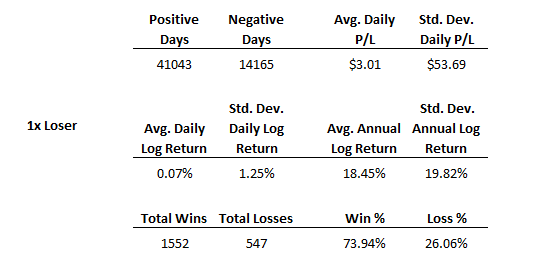 Positive Negative Avg. Daily Std. Dev.
Days Days P/L Daily P/L
41043 14165 $3.01 $53.69
1x Loser
Std. Dev. Std. Dev.
Avg. Daily Daily Log Avg. Annual Annual Log
Log Return Return Log Return Return
0.07% 1.25% 18.45% 19.82%
Total Wins Total Losses Win % Loss %
1552 547 73.94% 26.06%